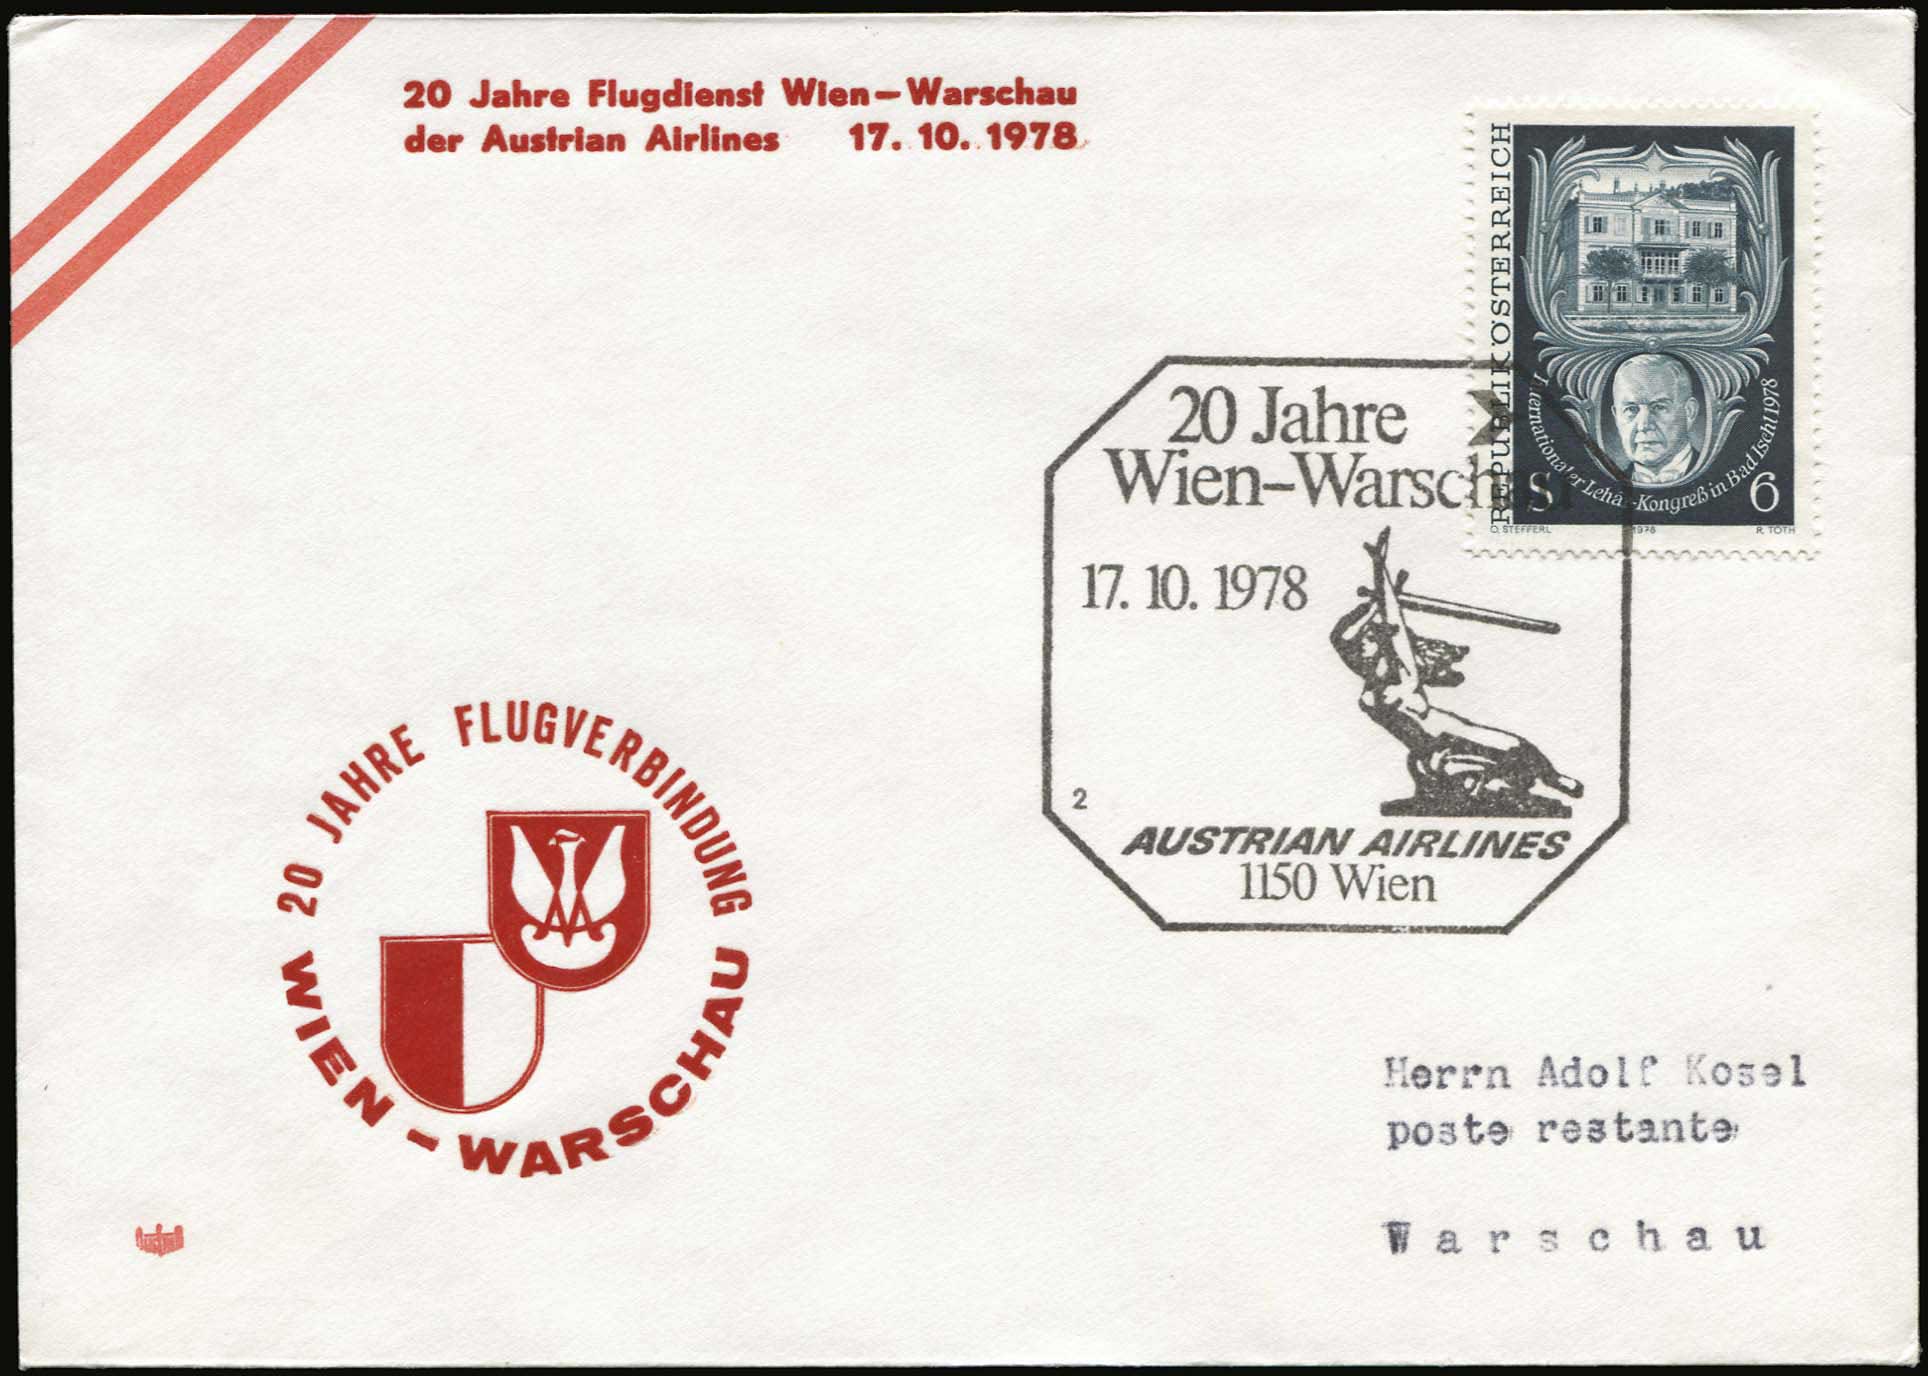 20 Jahre Flugdienst Wien–Warschau
der Austrian Airlines 17. 10. 1978
REPUBLIK ÖSTERREICH
Internationaler Lehár-Kongreß in Bad Ischl 1978
S 6
O. STEFFERL 1978 R. TOTH
20 Jahre
Wien–Warschau
17. 10. 1978
2
AUSTRIAN AIRLINES
1150 Wien
20 JAHRE FLUGVERBINDUNG
WIEN - WARSCHAU
Herrn Adolf Kosel
poste restante
Warschau